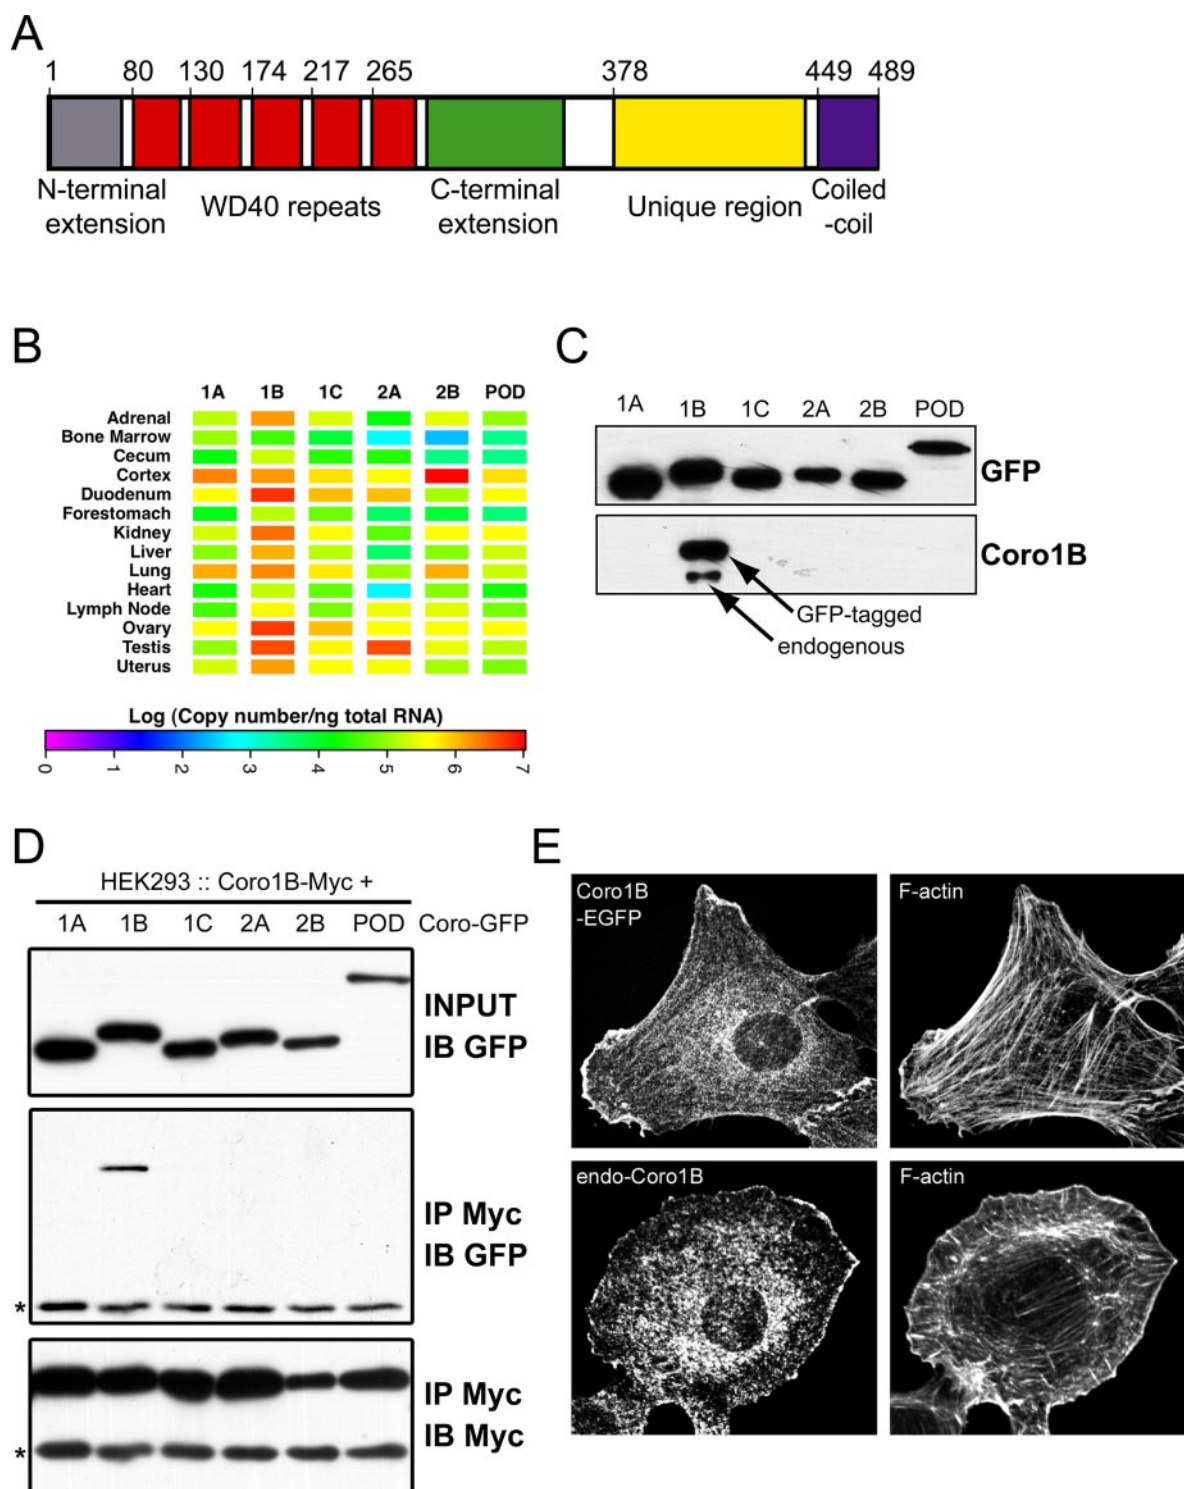 A
1 80 130 174 217 265 378 449 489
N-terminal
extension
WD40 repeats
C-terminal
extension
Unique region
Coiled
-coil
B
1A 1B 1C 2A 2B POD
Adrenal
Bone Marrow
Cecum
Cortex
Duodenum
Forestomach
Kidney
Liver
Lung
Heart
Lymph Node
Ovary
Testis
Uterus
Log (Copy number/ng total RNA)
0 1 2 3 4 5 6 7
C
1A 1B 1C 2A 2B POD
GFP
Coro1B
GFP-tagged
endogenous
D
HEK293 :: Coro1B-Myc +
1A 1B 1C 2A 2B POD Coro-GFP
INPUT
IB GFP
IP Myc
IB GFP
*
IP Myc
IB Myc
*
E
Coro1B
-EGFP
F-actin
endo-Coro1B
F-actin